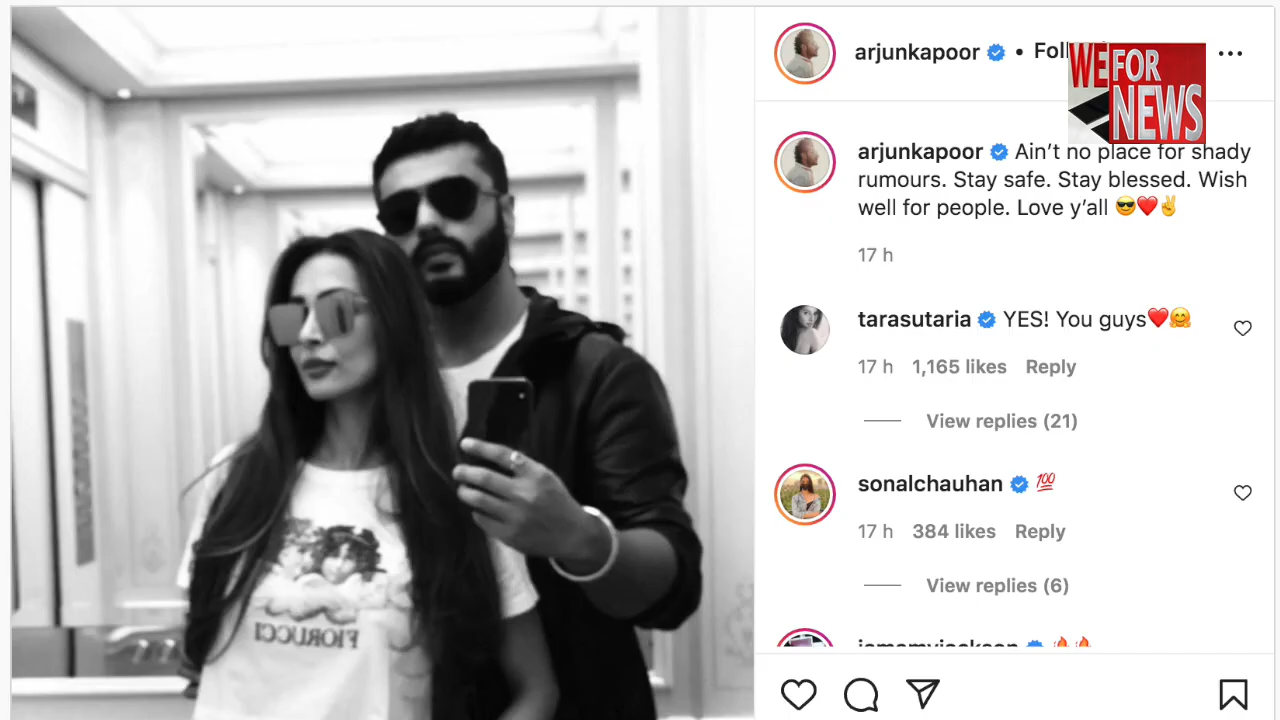 arjunkapoor • Foll
WE FOR
NEWS
arjunkapoor Ain't no place for shady
rumours. Stay safe. Stay blessed. Wish
well for people. Love y'all 😎❤️✌️
17 h
tarasutaria YES! You guys❤️🤗
17 h 1,165 likes Reply
View replies (21)
sonalchauhan 💯
17 h 384 likes Reply
View replies (6)
iamamyjackson 🔥🔥
FIORUCCI